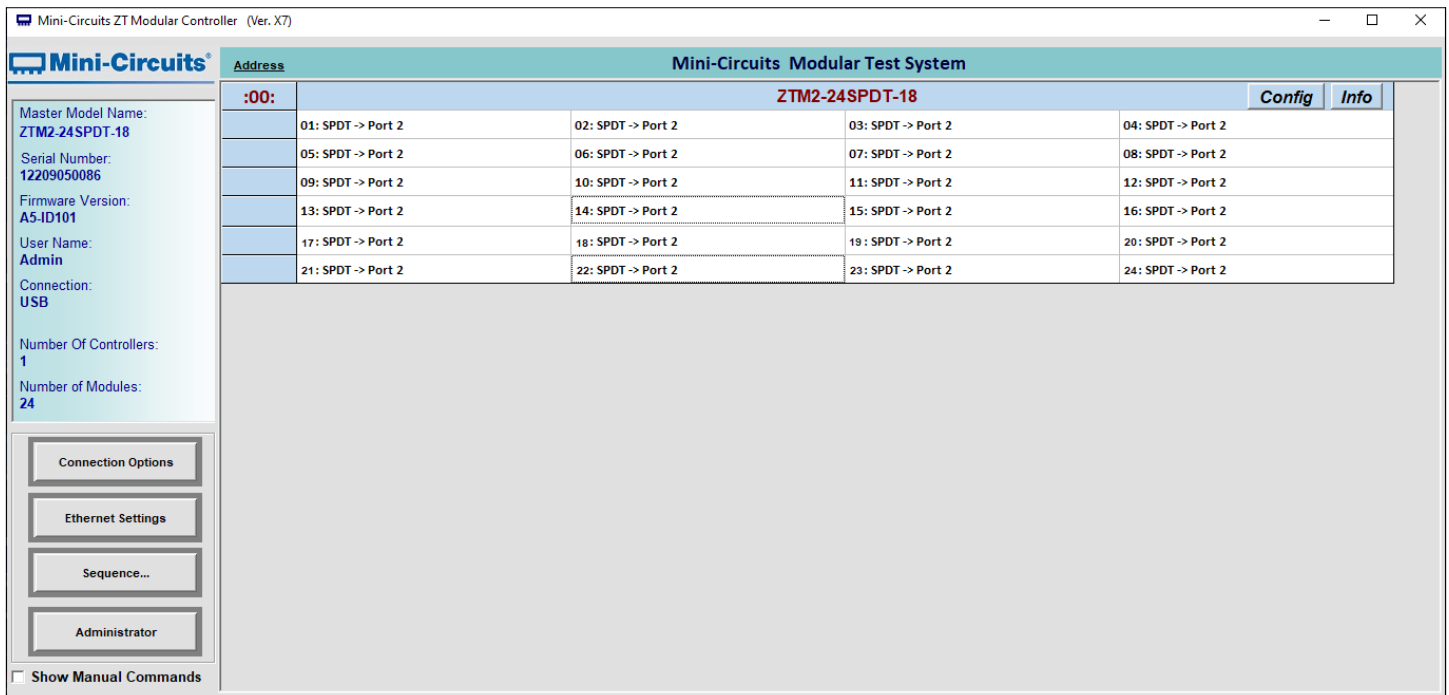 Mini-Circuits ZT Modular Controller (Ver. X7)
Mini-Circuits®
Address
Mini-Circuits Modular Test System
:00:
ZTM2-24SPDT-18
Config
Info
01: SPDT -> Port 2
02: SPDT -> Port 2
03: SPDT -> Port 2
04: SPDT -> Port 2
05: SPDT -> Port 2
06: SPDT -> Port 2
07: SPDT -> Port 2
08: SPDT -> Port 2
09: SPDT -> Port 2
10: SPDT -> Port 2
11: SPDT -> Port 2
12: SPDT -> Port 2
13: SPDT -> Port 2
14: SPDT -> Port 2
15: SPDT -> Port 2
16: SPDT -> Port 2
17: SPDT -> Port 2
18: SPDT -> Port 2
19: SPDT -> Port 2
20: SPDT -> Port 2
21: SPDT -> Port 2
22: SPDT -> Port 2
23: SPDT -> Port 2
24: SPDT -> Port 2
Master Model Name:
ZTM2-24SPDT-18
Serial Number:
12209050086
Firmware Version:
A5-ID101
User Name:
Admin
Connection:
USB
Number Of Controllers:
1
Number of Modules:
24
Connection Options
Ethernet Settings
Sequence...
Administrator
Show Manual Commands